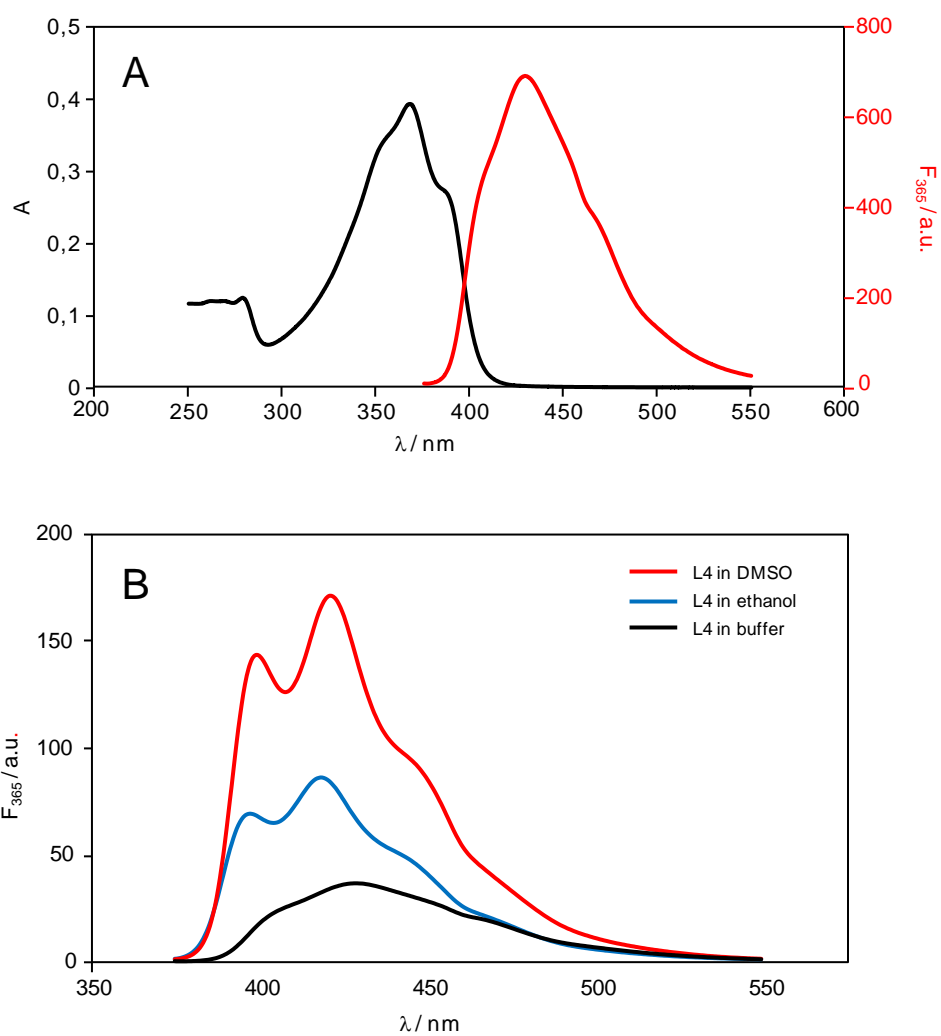 A
0,5
0,4
0,3
0,2
0,1
0
A
800
600
400
200
0
F365 / a.u.
200 250 300 350 400 450 500 550 600
λ / nm
B
200
150
100
50
0
F365 / a.u.
L4 in DMSO
L4 in ethanol
L4 in buffer
350 400 450 500 550
λ / nm